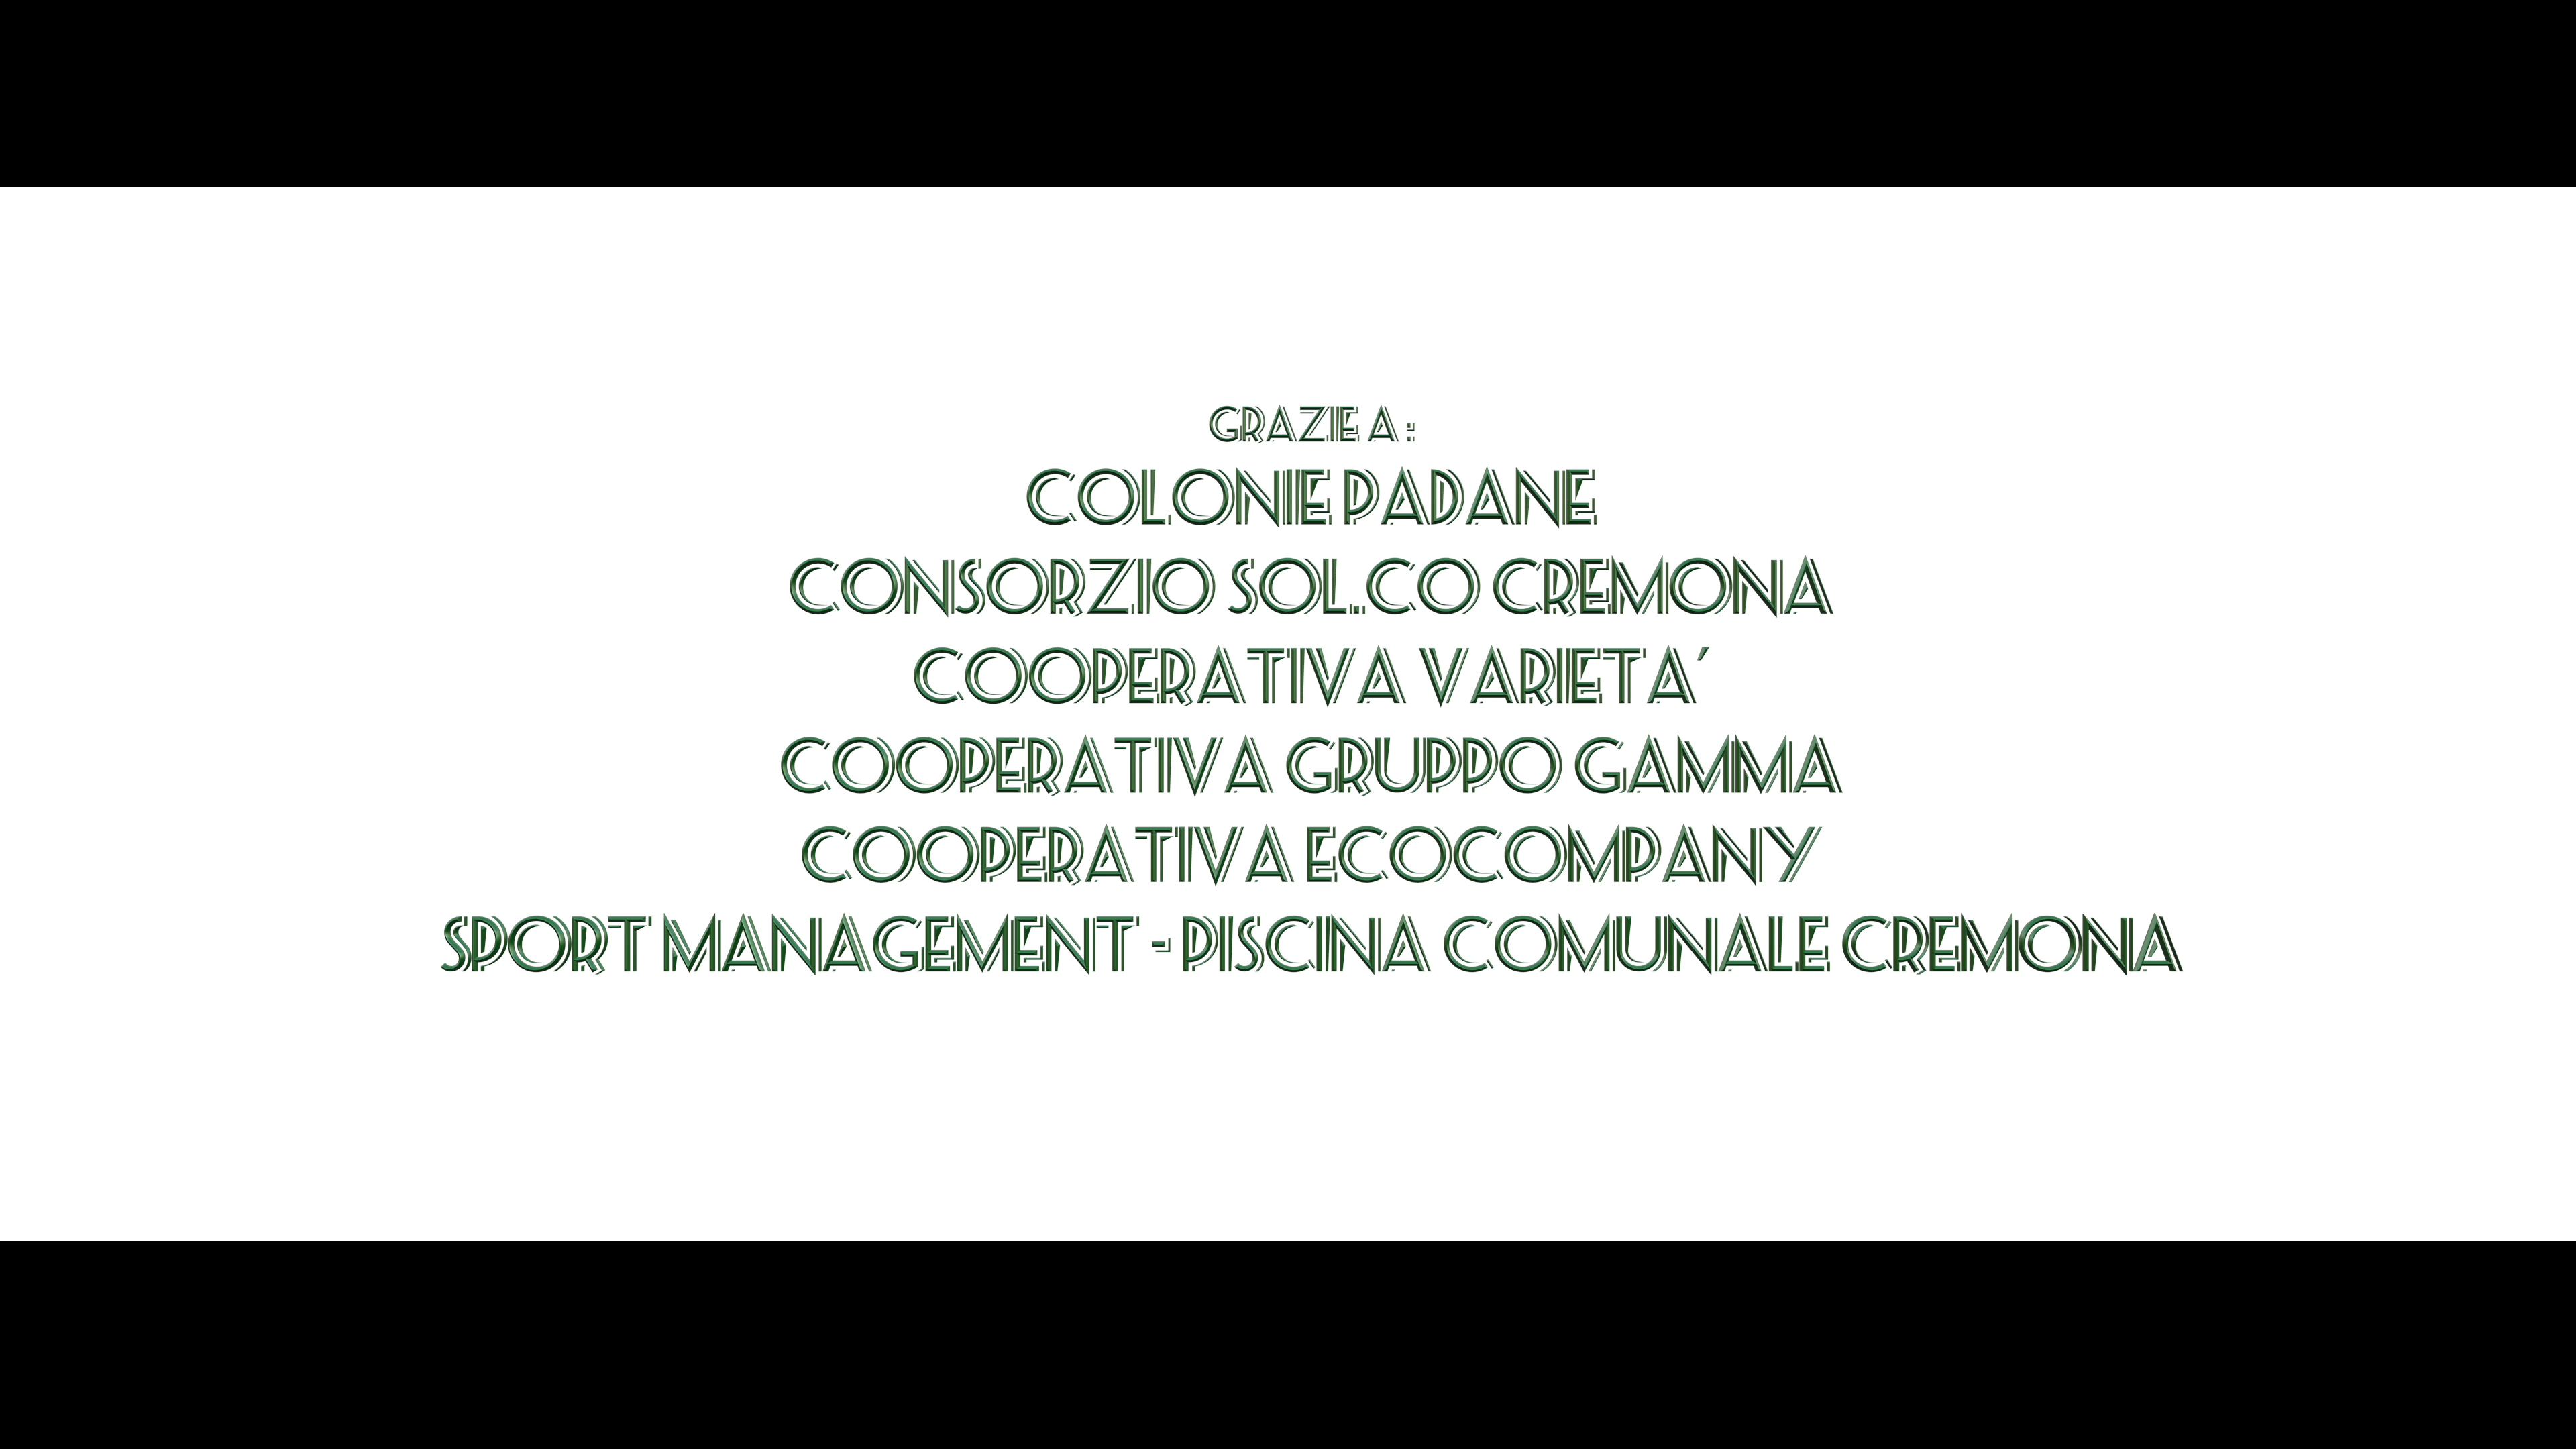 GRAZIE A :
COLONIE PADANE
CONSORZIO SOL.CO CREMONA
COOPERATIVA VARIETA'
COOPERATIVA GRUPPO GAMMA
COOPERATIVA ECOCOMPANY
SPORT MANAGEMENT - PISCINA COMUNALE CREMONA